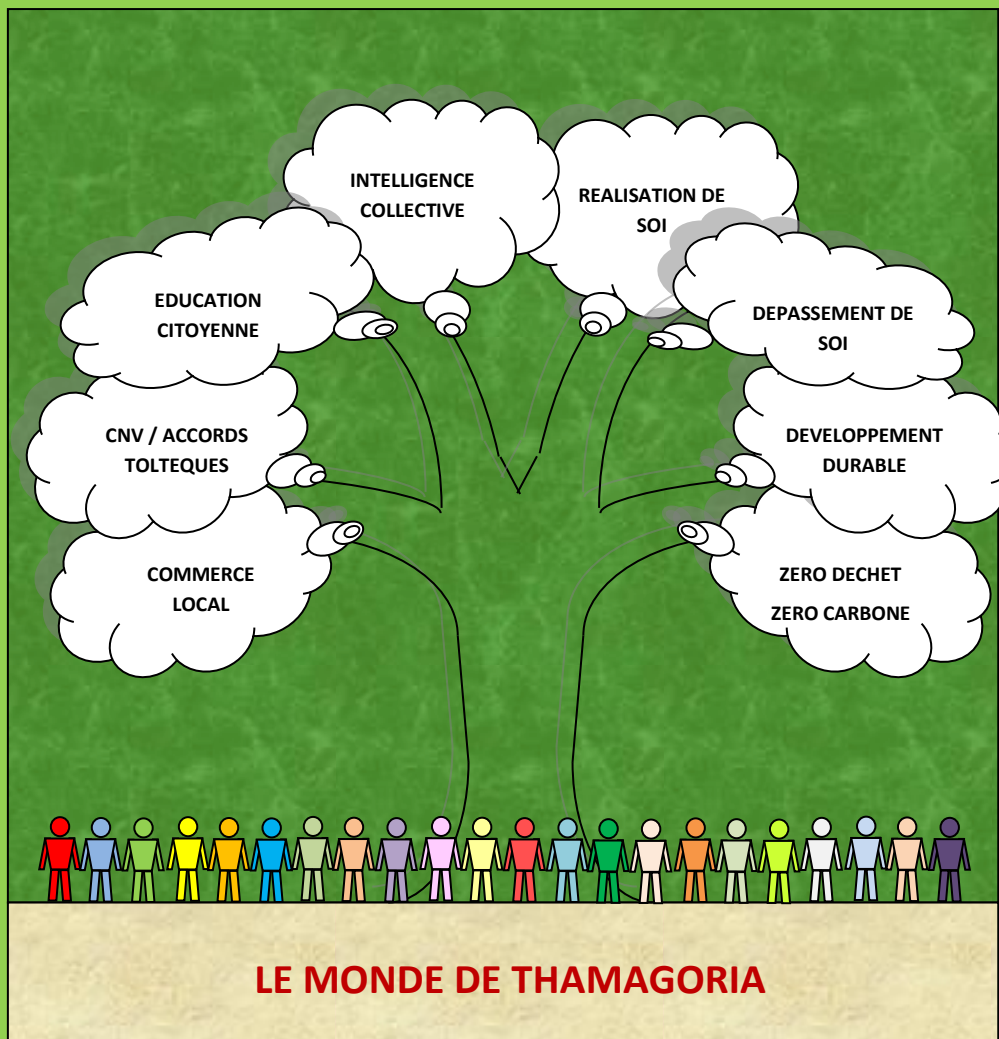 INTELLIGENCE
COLLECTIVE
REALISATION DE
SOI
EDUCATION
CITOYENNE
DEPASSEMENT DE
SOI
CNV / ACCORDS
TOLTEQUES
DEVELOPPEMENT
DURABLE
COMMERCE
LOCAL
ZERO DECHET
ZERO CARBONE
LE MONDE DE THAMAGORIA